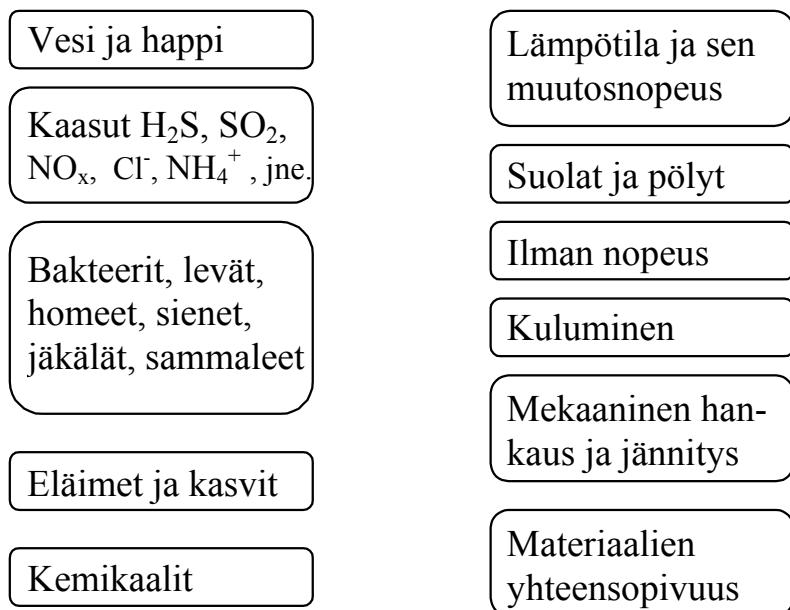 Vesi ja happi
Kaasut H₂S, SO₂,
NOₓ, Cl⁻, NH₄⁺ , jne.
Bakteerit, levät,
homeet, sienet,
jäkälät, sammaleet
Eläimet ja kasvit
Kemikaalit
Lämpötila ja sen
muutosnopeus
Suolat ja pölyt
Ilman nopeus
Kuluminen
Mekaaninen han-
kaus ja jännitys
Materiaalien
yhteensopivuus